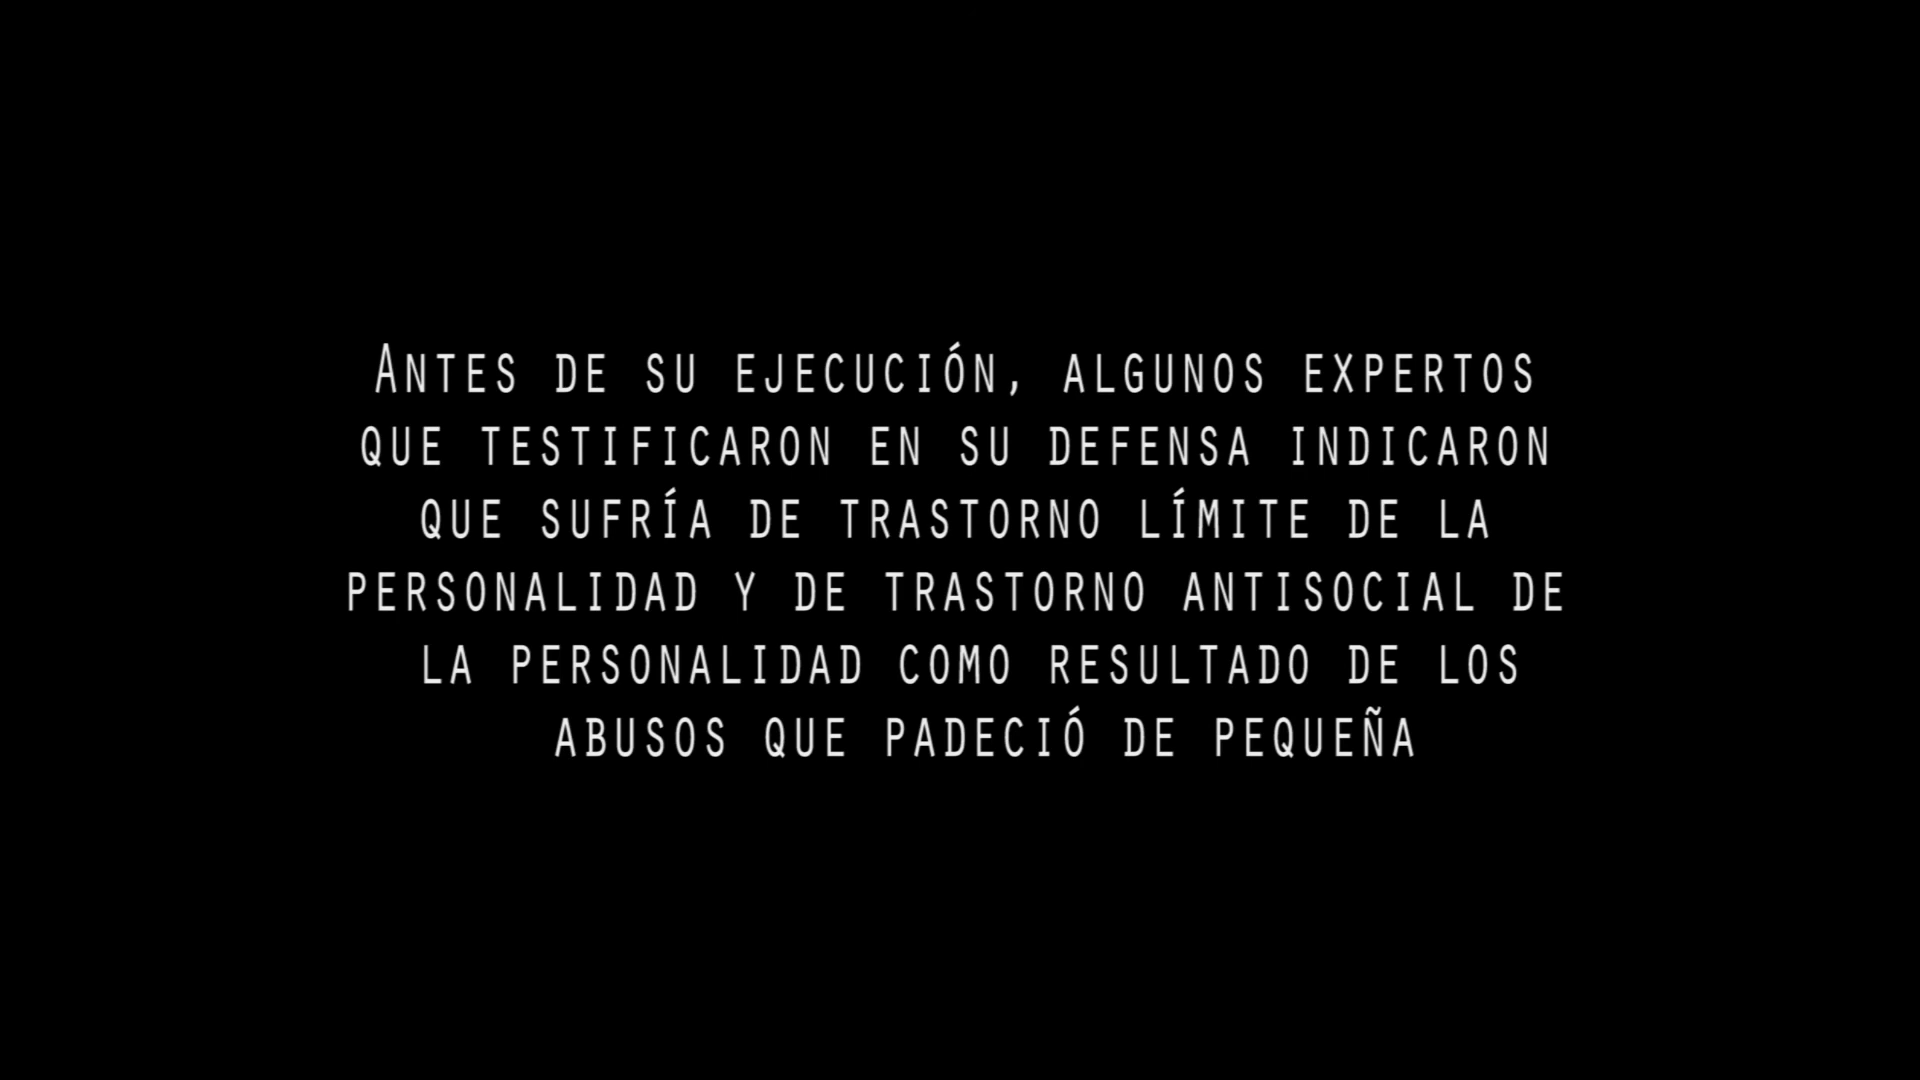 Antes de su ejecución, algunos expertos
que testificaron en su defensa indicaron
que sufría de trastorno límite de la
personalidad y de trastorno antisocial de
la personalidad como resultado de los
abusos que padeció de pequeña